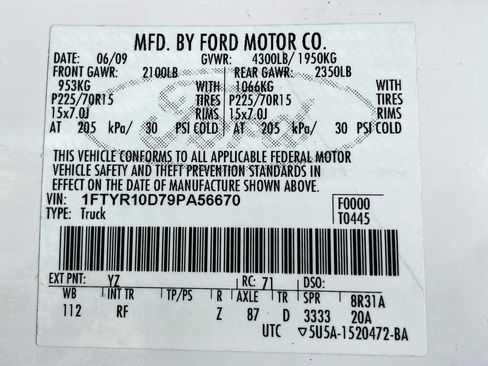 MFD. BY FORD MOTOR CO.
DATE: 06/09 GVWR: 4300LB/ 1950KG
FRONT GAWR: 2100LB REAR GAWR: 2350LB
953KG WITH 1066KG WITH
P225/70R15 TIRES P225/70R15 TIRES
15x7.0J RIMS 15x7.0J RIMS
AT 205 kPa/ 30 PSI COLD AT 205 kPa/ 30 PSI COLD
THIS VEHICLE CONFORMS TO ALL APPLICABLE FEDERAL MOTOR
VEHICLE SAFETY AND THEFT PREVENTION STANDARDS IN
EFFECT ON THE DATE OF MANUFACTURE SHOWN ABOVE.
VIN: 1FTYR10D79PA56670 F0000
TYPE: Truck T0445
EXT PNT: YZ RC: 71 DSO:
WB INT TR TP/PS R AXLE TR SPR 8R31A
112 RF Z 87 D 3333 20A
UTC ▽5U5A-1520472-BA
Ford